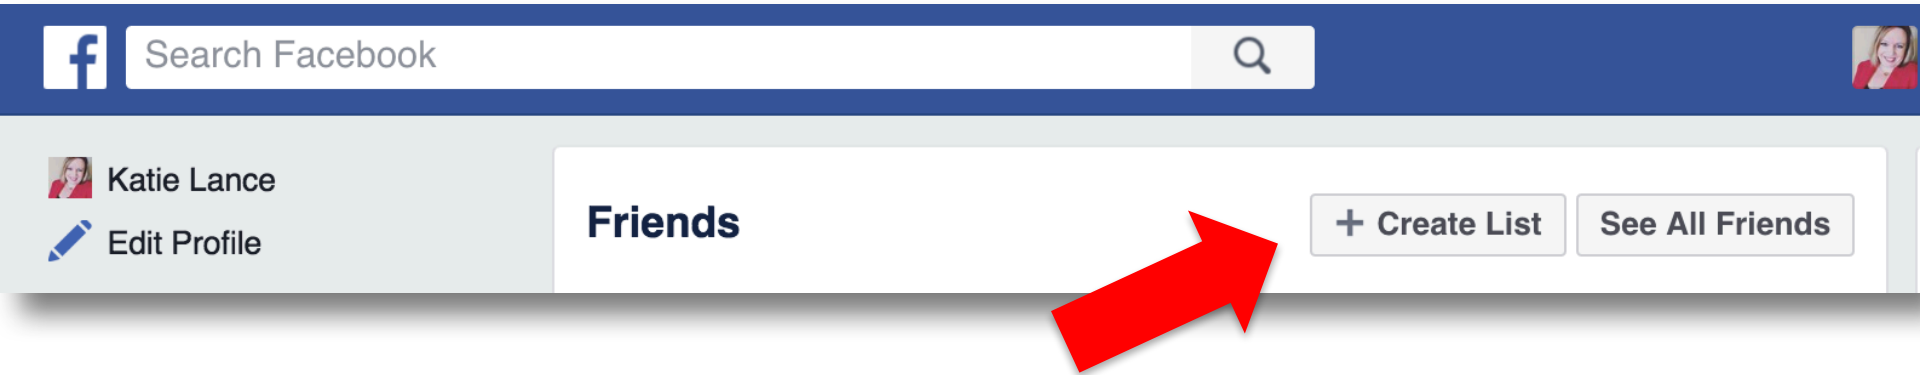 f Search Facebook
Katie Lance
Edit Profile
Friends
+ Create List
See All Friends